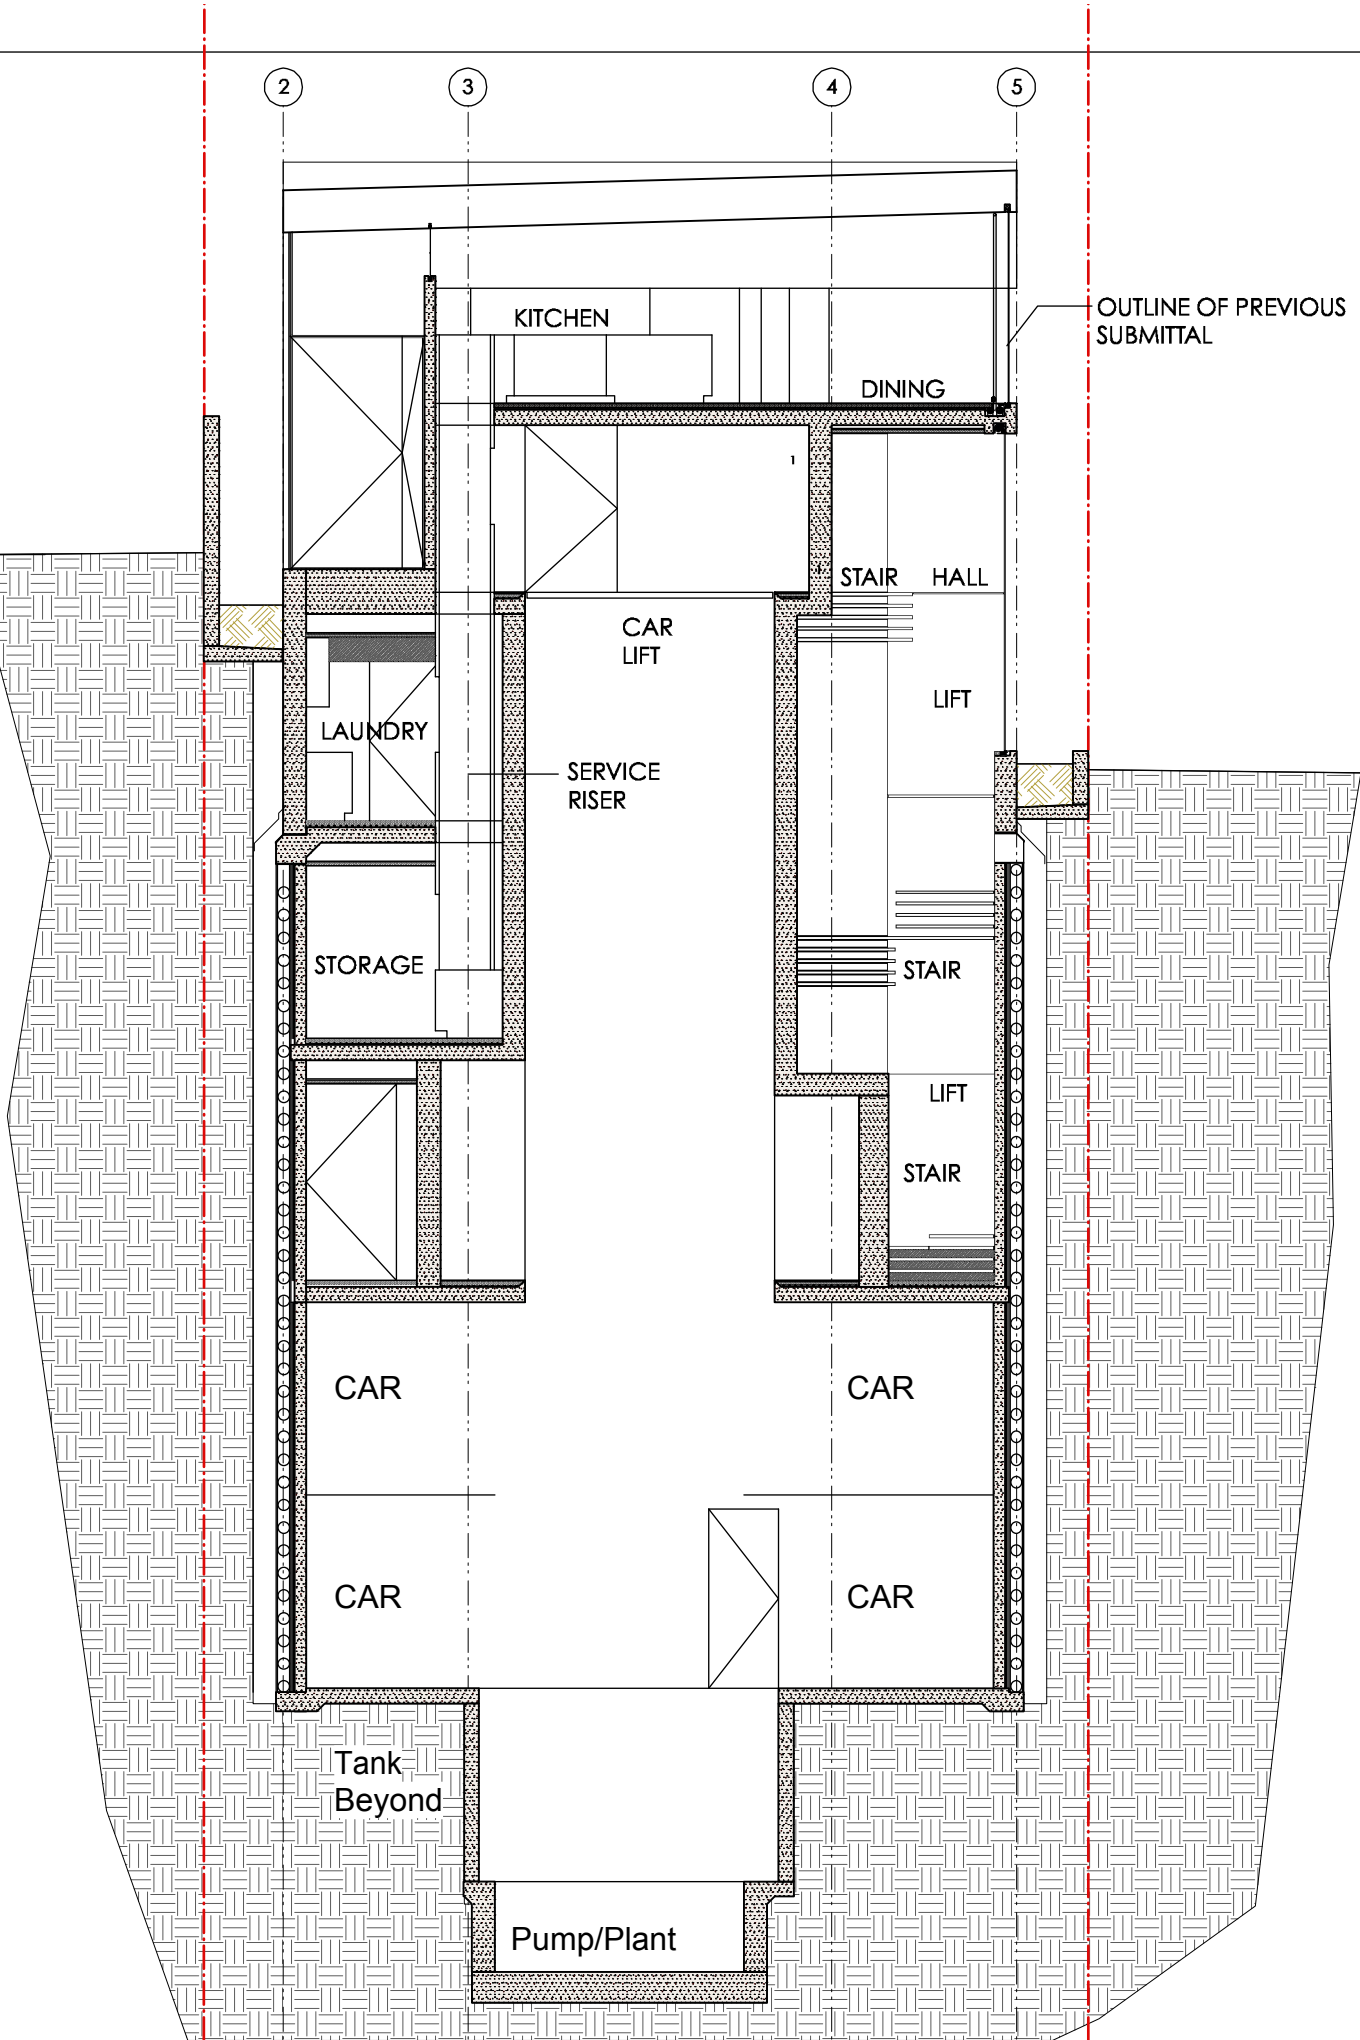 2
3
4
5
KITCHEN
OUTLINE OF PREVIOUS
SUBMITTAL
DINING
1
STAIR
HALL
CAR
LIFT
LIFT
LAUNDRY
SERVICE
RISER
STORAGE
STAIR
LIFT
STAIR
CAR
CAR
CAR
CAR
Tank
Beyond
Pump/Plant